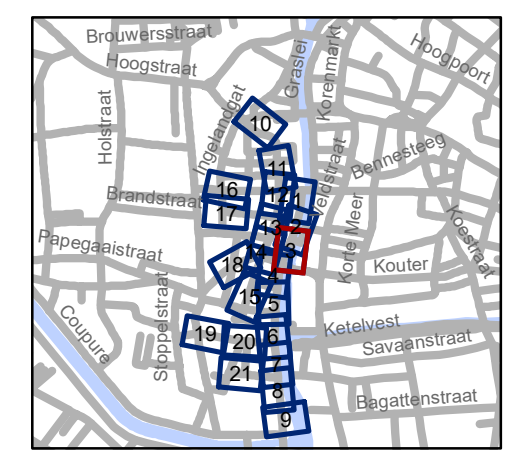 Brouwersstraat
Hoogstraat
Graslei
Korenmarkt
Hoogpoort
Holstraat
Ingelandgat
10
Bennesteeg
11
Veldstraat
16
12
1
Brandstraat
17
13
2
Korte Meer
Koestraat
Papegaaistraat
14
3
18
4
Kouter
15
5
Coupure
Stoppelstraat
19
20
6
Ketelvest
Savaanstraat
21
7
8
Bagattenstraat
9